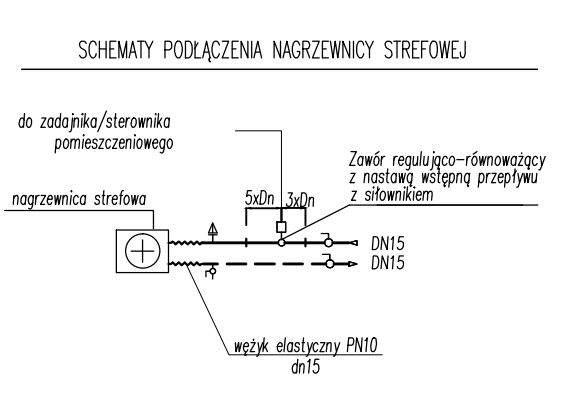 SCHEMATY PODŁĄCZENIA NAGRZEWNICY STREFOWEJ
do zadajnika/sterownika
pomieszczeniowego
Zawór regulująco-równoważący
z nastawą wstępną przepływu
z siłownikiem
nagrzewnica strefowa
5xDn 3xDn
DN15
DN15
wężyk elastyczny PN10
dn15